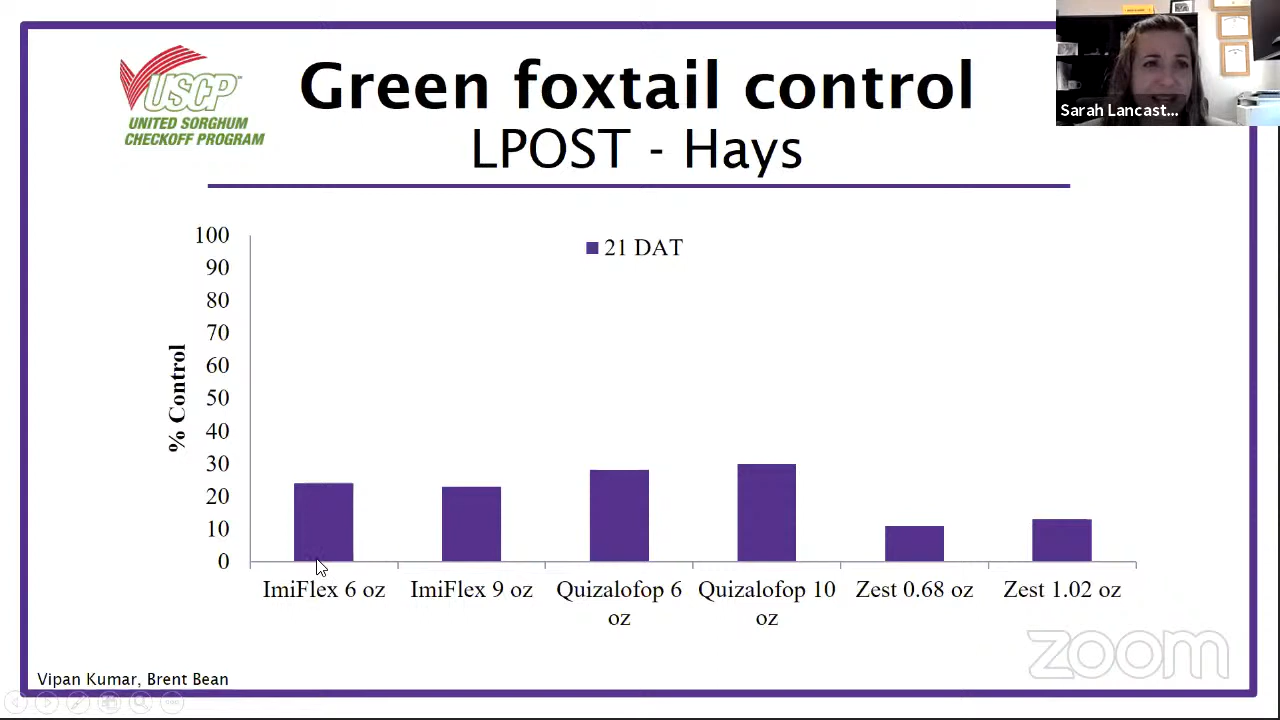 Green foxtail control
LPOST - Hays
USCP™
UNITED SORGHUM
CHECKOFF PROGRAM
Sarah Lancast...
21 DAT
% Control
100
90
80
70
60
50
40
30
20
10
0
ImiFlex 6 oz
ImiFlex 9 oz
Quizalofop 6
oz
Quizalofop 10
oz
Zest 0.68 oz
Zest 1.02 oz
zoom
Vipan Kumar, Brent Bean